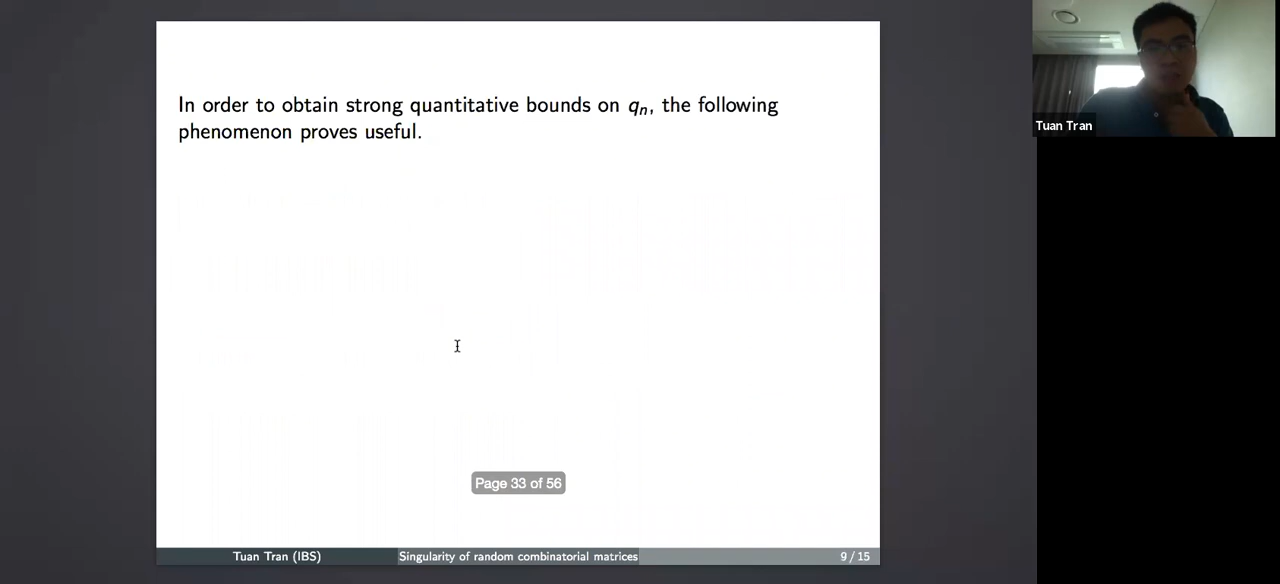 In order to obtain strong quantitative bounds on qn, the following
phenomenon proves useful.
Page 33 of 56
Tuan Tran (IBS)
Singularity of random combinatorial matrices
9 / 15
Tuan Tran